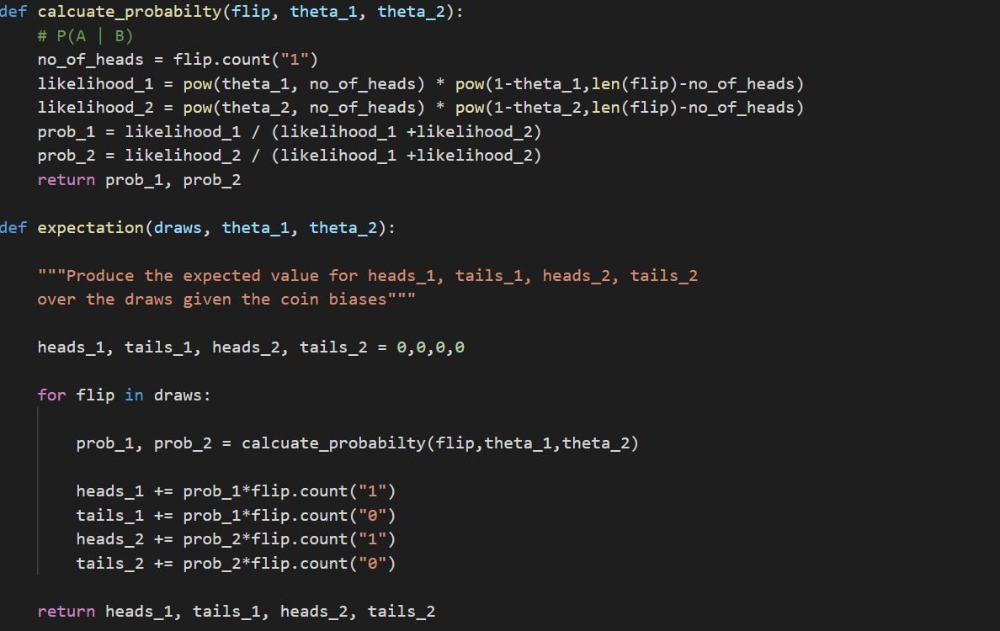 def calcuate_probabilty(flip, theta_1, theta_2):
    # P(A | B)
    no_of_heads = flip.count("1")
    likelihood_1 = pow(theta_1, no_of_heads) * pow(1-theta_1,len(flip)-no_of_heads)
    likelihood_2 = pow(theta_2, no_of_heads) * pow(1-theta_2,len(flip)-no_of_heads)
    prob_1 = likelihood_1 / (likelihood_1 +likelihood_2)
    prob_2 = likelihood_2 / (likelihood_1 +likelihood_2)
    return prob_1, prob_2

def expectation(draws, theta_1, theta_2):

    """Produce the expected value for heads_1, tails_1, heads_2, tails_2
    over the draws given the coin biases"""

    heads_1, tails_1, heads_2, tails_2 = 0,0,0,0

    for flip in draws:

        prob_1, prob_2 = calcuate_probabilty(flip,theta_1,theta_2)

        heads_1 += prob_1*flip.count("1")
        tails_1 += prob_1*flip.count("0")
        heads_2 += prob_2*flip.count("1")
        tails_2 += prob_2*flip.count("0")

    return heads_1, tails_1, heads_2, tails_2